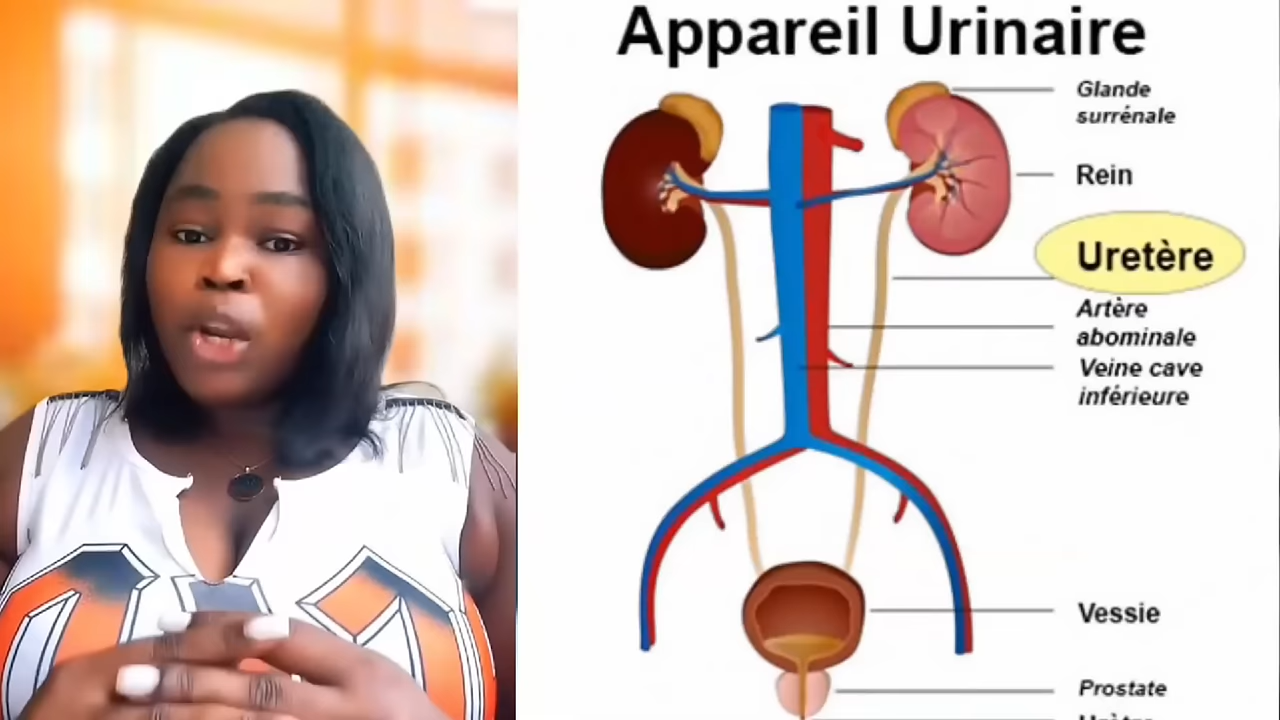 Appareil Urinaire
Glande
surrénale
Rein
Uretère
Artère
abominale
Veine cave
inférieure
Vessie
Prostate